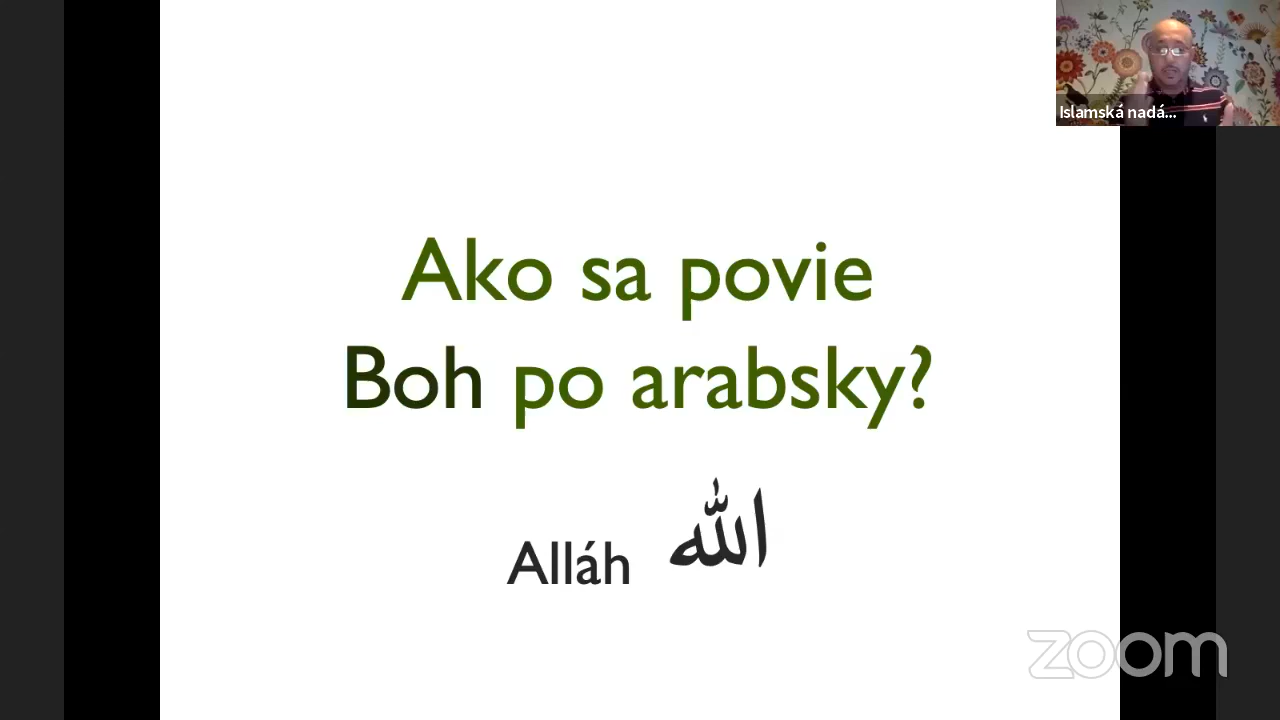 Islamská nadá...
Ako sa povie
Boh po arabsky?
Alláh الله
zoom